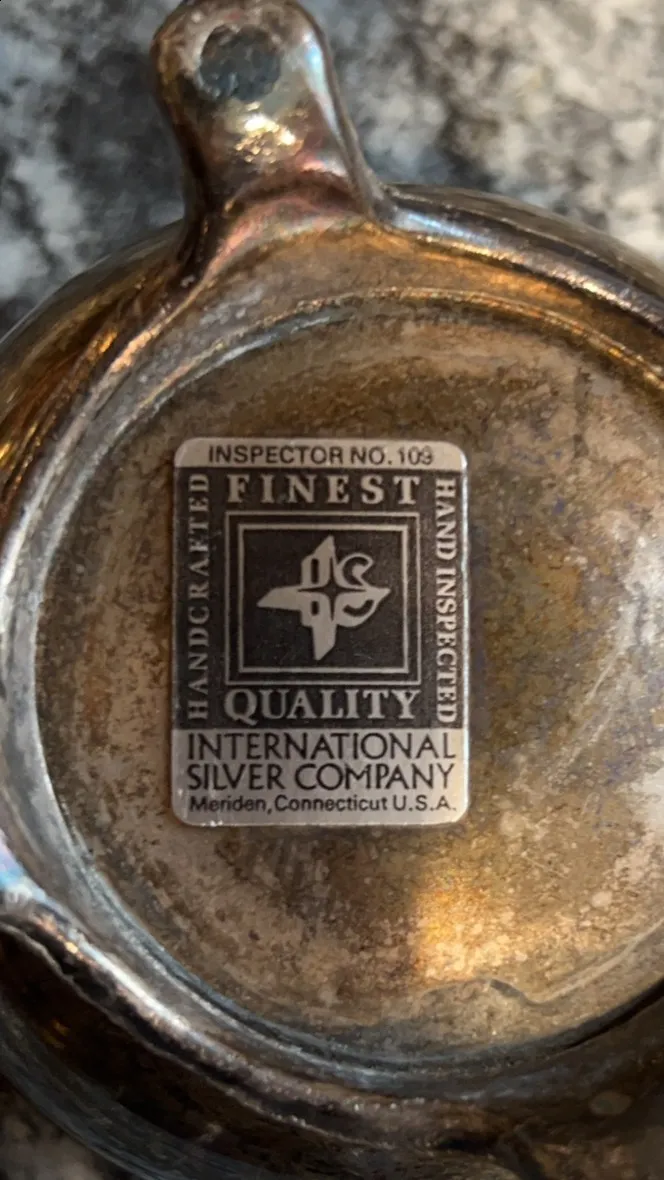 INSPECTOR NO. 109
HANDCRAFTED
FINEST
HAND INSPECTED
QUALITY
INTERNATIONAL
SILVER COMPANY
Meriden, Connecticut U.S.A.